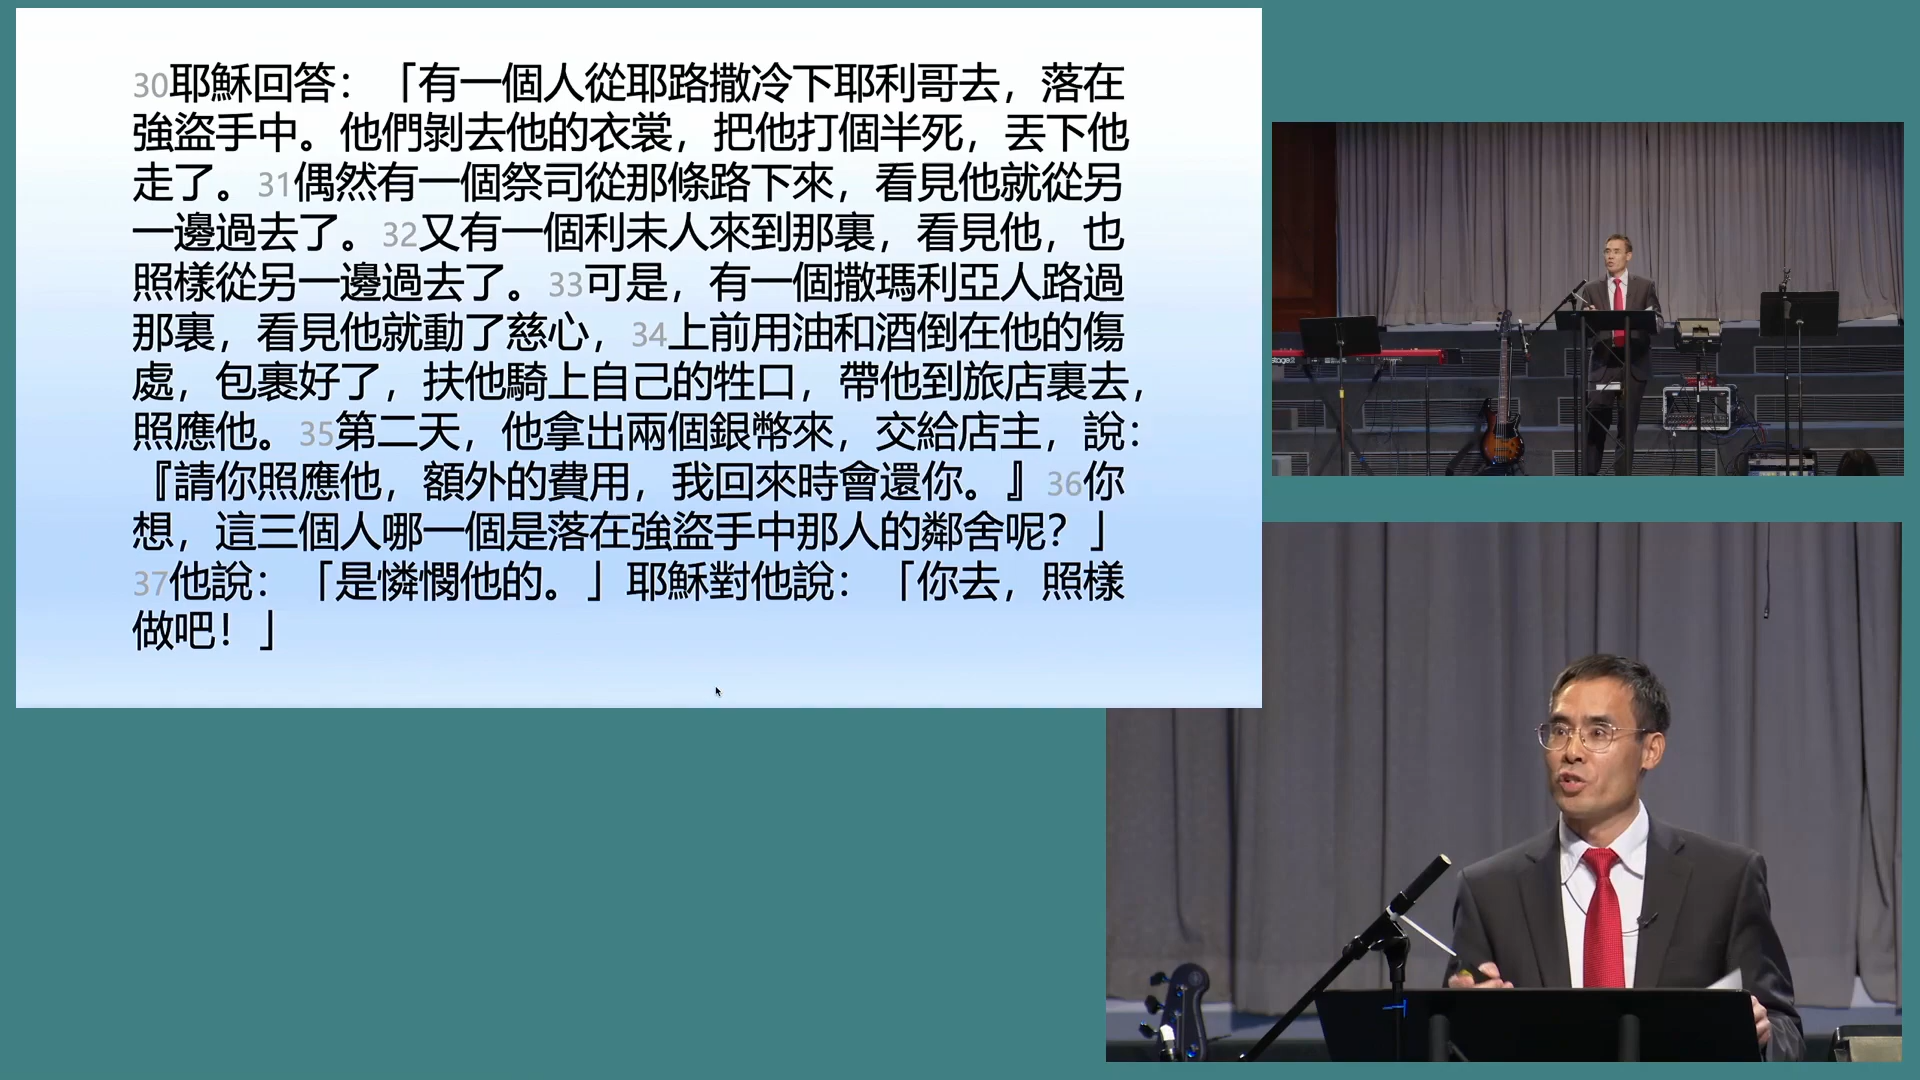 30耶穌回答：「有一個人從耶路撒冷下耶利哥去，落在
強盜手中。他們剝去他的衣裳，把他打個半死，丟下他
走了。31偶然有一個祭司從那條路下來，看見他就從另
一邊過去了。32又有一個利未人來到那裏，看見他，也
照樣從另一邊過去了。33可是，有一個撒瑪利亞人路過
那裏，看見他就動了慈心，34上前用油和酒倒在他的傷
處，包裹好了，扶他騎上自己的牲口，帶他到旅店裏去，
照應他。35第二天，他拿出兩個銀幣來，交給店主，說：
『請你照應他，額外的費用，我回來時會還你。』36你
想，這三個人哪一個是落在強盜手中那人的鄰舍呢？」
37他說：「是憐憫他的。」耶穌對他說：「你去，照樣
做吧！」